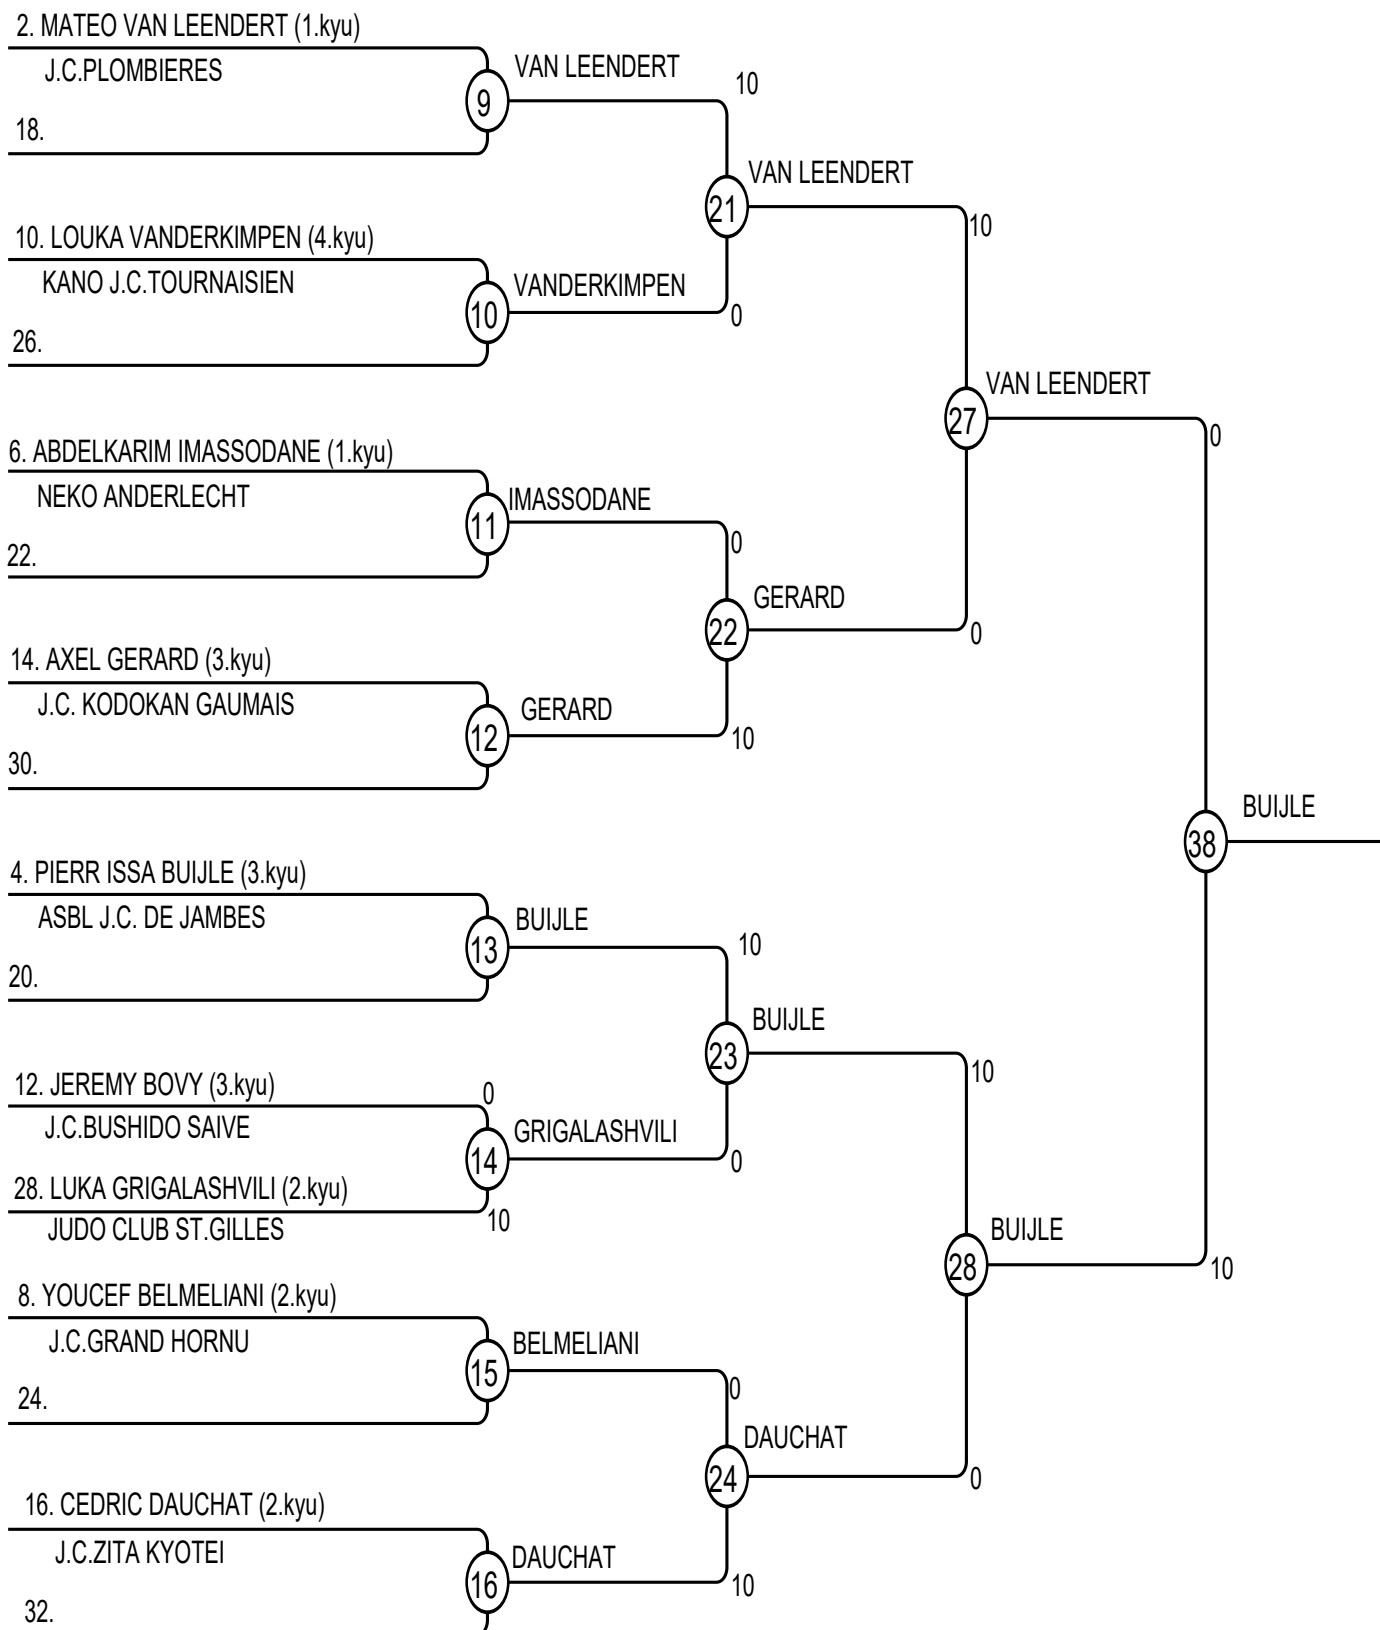 2. MATEO VAN LEENDERT (1.kyu)
J.C.PLOMBIERES
VAN LEENDERT
10
9
18.
VAN LEENDERT
21
10
10. LOUKA VANDERKIMPEN (4.kyu)
KANO J.C.TOURNAISIEN
VANDERKIMPEN
10
0
26.
VAN LEENDERT
27
0
6. ABDELKARIM IMASSODANE (1.kyu)
NEKO ANDERLECHT
IMASSODANE
11
0
22.
GERARD
22
0
14. AXEL GERARD (3.kyu)
J.C. KODOKAN GAUMAIS
GERARD
12
10
30.
BUIJLE
38
4. PIERR ISSA BUIJLE (3.kyu)
ASBL J.C. DE JAMBES
BUIJLE
13
10
20.
BUIJLE
23
10
12. JEREMY BOVY (3.kyu)
0
J.C.BUSHIDO SAIVE
GRIGALASHVILI
14
0
28. LUKA GRIGALASHVILI (2.kyu)
10
JUDO CLUB ST.GILLES
BUIJLE
28
10
8. YOUCEF BELMELIANI (2.kyu)
J.C.GRAND HORNU
BELMELIANI
15
0
24.
DAUCHAT
24
0
16. CEDRIC DAUCHAT (2.kyu)
J.C.ZITA KYOTEI
DAUCHAT
16
10
32.